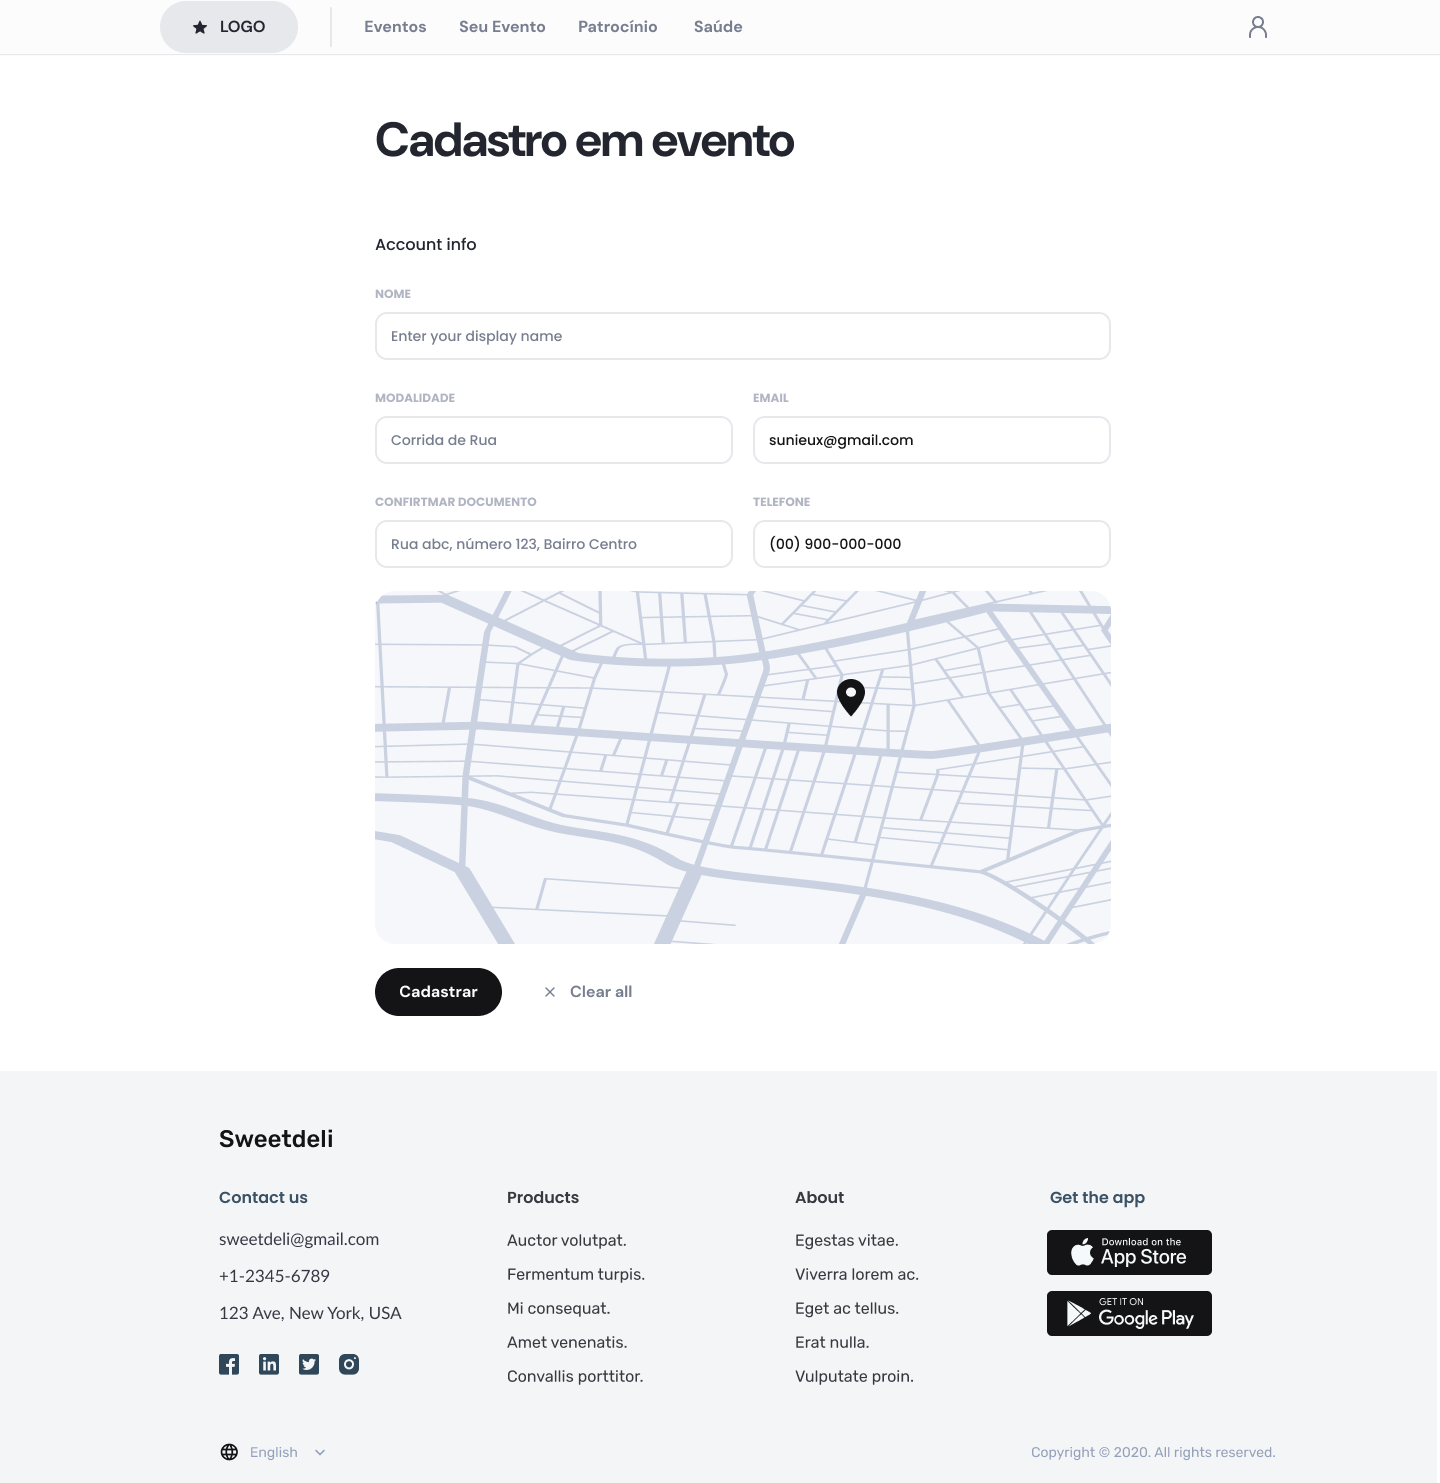 LOGO
Eventos
Seu Evento
Patrocínio
Saúde
Cadastro em evento
Account info
NOME
Enter your display name
MODALIDADE
EMAIL
Corrida de Rua
sunieux@gmail.com
CONFIRTMAR DOCUMENTO
TELEFONE
Rua abc, número 123, Bairro Centro
(00) 900-000-000
Cadastrar
Clear all
Sweetdeli
Contact us
sweetdeli@gmail.com
+1-2345-6789
123 Ave, New York, USA
Products
Auctor volutpat.
Fermentum turpis.
Mi consequat.
Amet venenatis.
Convallis porttitor.
About
Egestas vitae.
Viverra lorem ac.
Eget ac tellus.
Erat nulla.
Vulputate proin.
Get the app
Download on the
App Store
GET IT ON
Google Play
English
Copyright © 2020. All rights reserved.